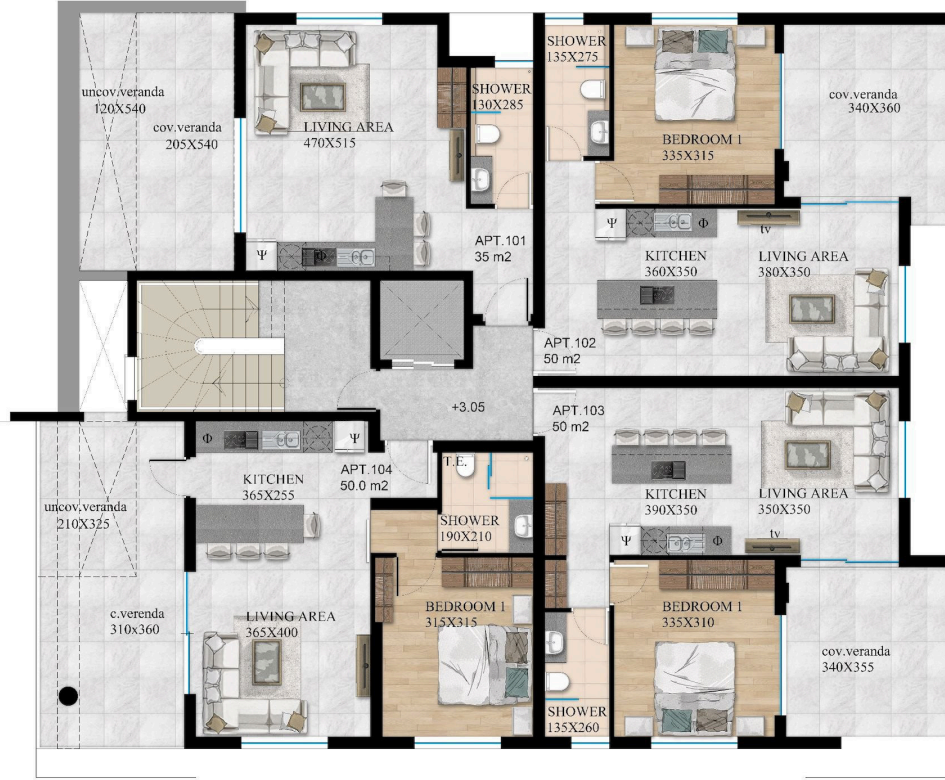 uncov.veranda
120X540
cov.veranda
205X540
LIVING AREA
470X515
SHOWER
130X285
Ψ
Φ
APT.101
35 m2
SHOWER
135X275
BEDROOM 1
335X315
cov.veranda
340X360
Ψ
Φ
tv
KITCHEN
360X350
LIVING AREA
380X350
APT.102
50 m2
+3.05
APT.103
50 m2
KITCHEN
390X350
LIVING AREA
350X350
Ψ
Φ
tv
BEDROOM 1
335X310
SHOWER
135X260
cov.veranda
340X355
Φ
Ψ
KITCHEN
365X255
APT.104
50.0 m2
T.E.
SHOWER
190X210
uncov.veranda
210X325
c.verenda
310x360
LIVING AREA
365X400
BEDROOM 1
315X315